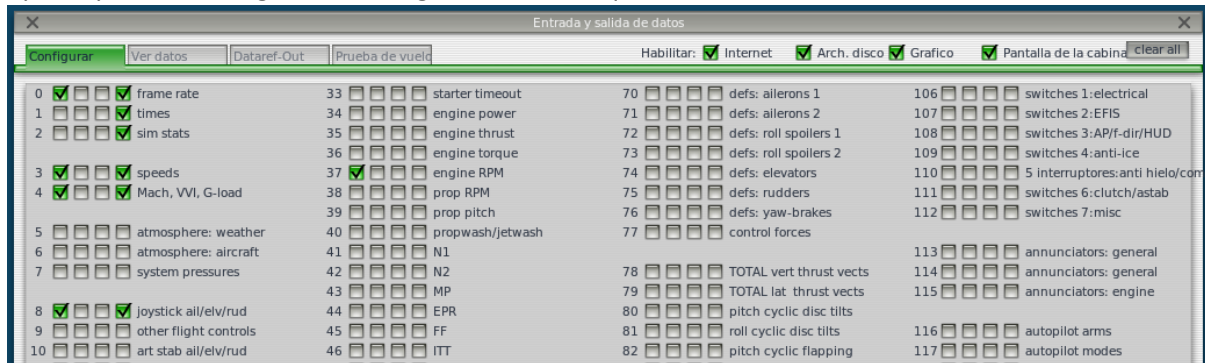 Entrada y salida de datos
Configurar Ver datos Dataref-Out Prueba de vuelo Habilitar: Internet Arch. disco Grafico Pantalla de la cabina clear all
0 frame rate 33 starter timeout 70 defs: ailerons 1 106 switches 1:electrical
1 times 34 engine power 71 defs: ailerons 2 107 switches 2:EFIS
2 sim stats 35 engine thrust 72 defs: roll spoilers 1 108 switches 3:AP/f-dir/HUD
36 engine torque 73 defs: roll spoilers 2 109 switches 4:anti-ice
3 speeds 37 engine RPM 74 defs: elevators 110 5 interruptores:anti hielo/com
4 Mach, VVI, G-load 38 prop RPM 75 defs: rudders 111 switches 6:clutch/astab
39 prop pitch 76 defs: yaw-brakes 112 switches 7:misc
5 atmosphere: weather 40 propwash/jetwash 77 control forces
6 atmosphere: aircraft 41 N1 113 annunciators: general
7 system pressures 42 N2 78 TOTAL vert thrust vects 114 annunciators: general
43 MP 79 TOTAL lat thrust vects 115 annunciators: engine
8 joystick ail/elv/rud 44 EPR 80 pitch cyclic disc tilts
9 other flight controls 45 FF 81 roll cyclic disc tilts 116 autopilot arms
10 art stab ail/elv/rud 46 ITT 82 pitch cyclic flapping 117 autopilot modes